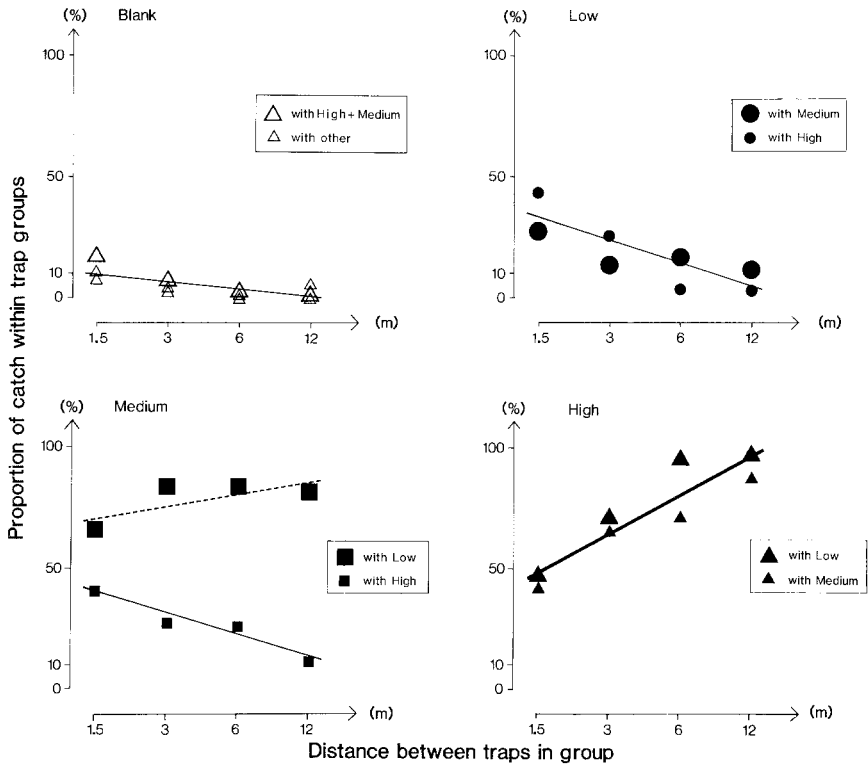 (%) Blank
100
50
10
0
1.5 3 6 12 (m)
with High + Medium
with other
(%) Low
100
50
10
0
1.5 3 6 12 (m)
with Medium
with High
(%) Medium
100
50
10
0
1.5 3 6 12 (m)
with Low
with High
(%) High
100
50
10
0
1.5 3 6 12 (m)
with Low
with Medium
Proportion of catch within trap groups
Distance between traps in group